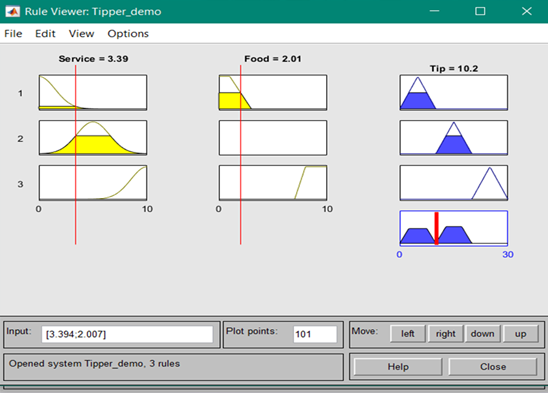 Rule Viewer: Tipper_demo
File Edit View Options
Service = 3.39 Food = 2.01 Tip = 10.2
1
2
3
0 10 0 10
0 30
Input: [3.394;2.007] Plot points: 101 Move: left right down up
Opened system Tipper_demo, 3 rules Help Close